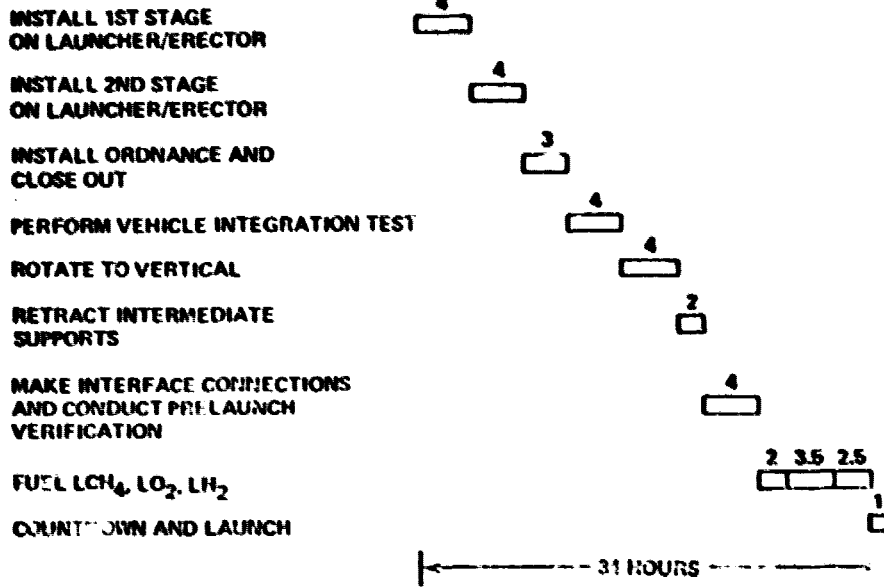 4
INSTALL 1ST STAGE
ON LAUNCHER/ERECTOR
4
INSTALL 2ND STAGE
ON LAUNCHER/ERECTOR
3
INSTALL ORDNANCE AND
CLOSE OUT
4
PERFORM VEHICLE INTEGRATION TEST
4
ROTATE TO VERTICAL
2
RETRACT INTERMEDIATE
SUPPORTS
4
MAKE INTERFACE CONNECTIONS
AND CONDUCT PRELAUNCH
VERIFICATION
2 3.5 2.5
FUEL LCH₄, LO₂, LH₂
1
COUNTDOWN AND LAUNCH
HOURS